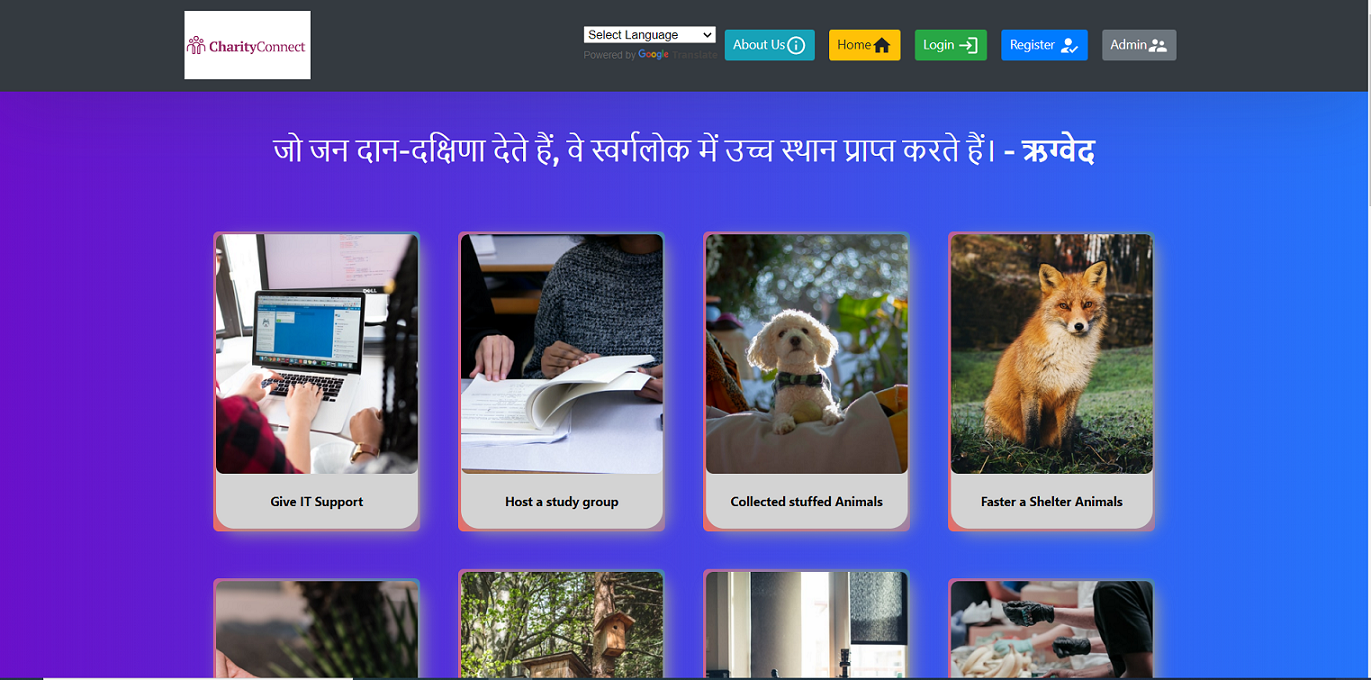 CharityConnect
Select Language
Powered by Google Translate
About Us
Home
Login
Register
Admin
जो जन दान-दक्षिणा देते हैं, वे स्वर्गलोक में उच्च स्थान प्राप्त करते हैं। - ऋग्वेद
DELL
Give IT Support
Host a study group
Collected stuffed Animals
Faster a Shelter Animals